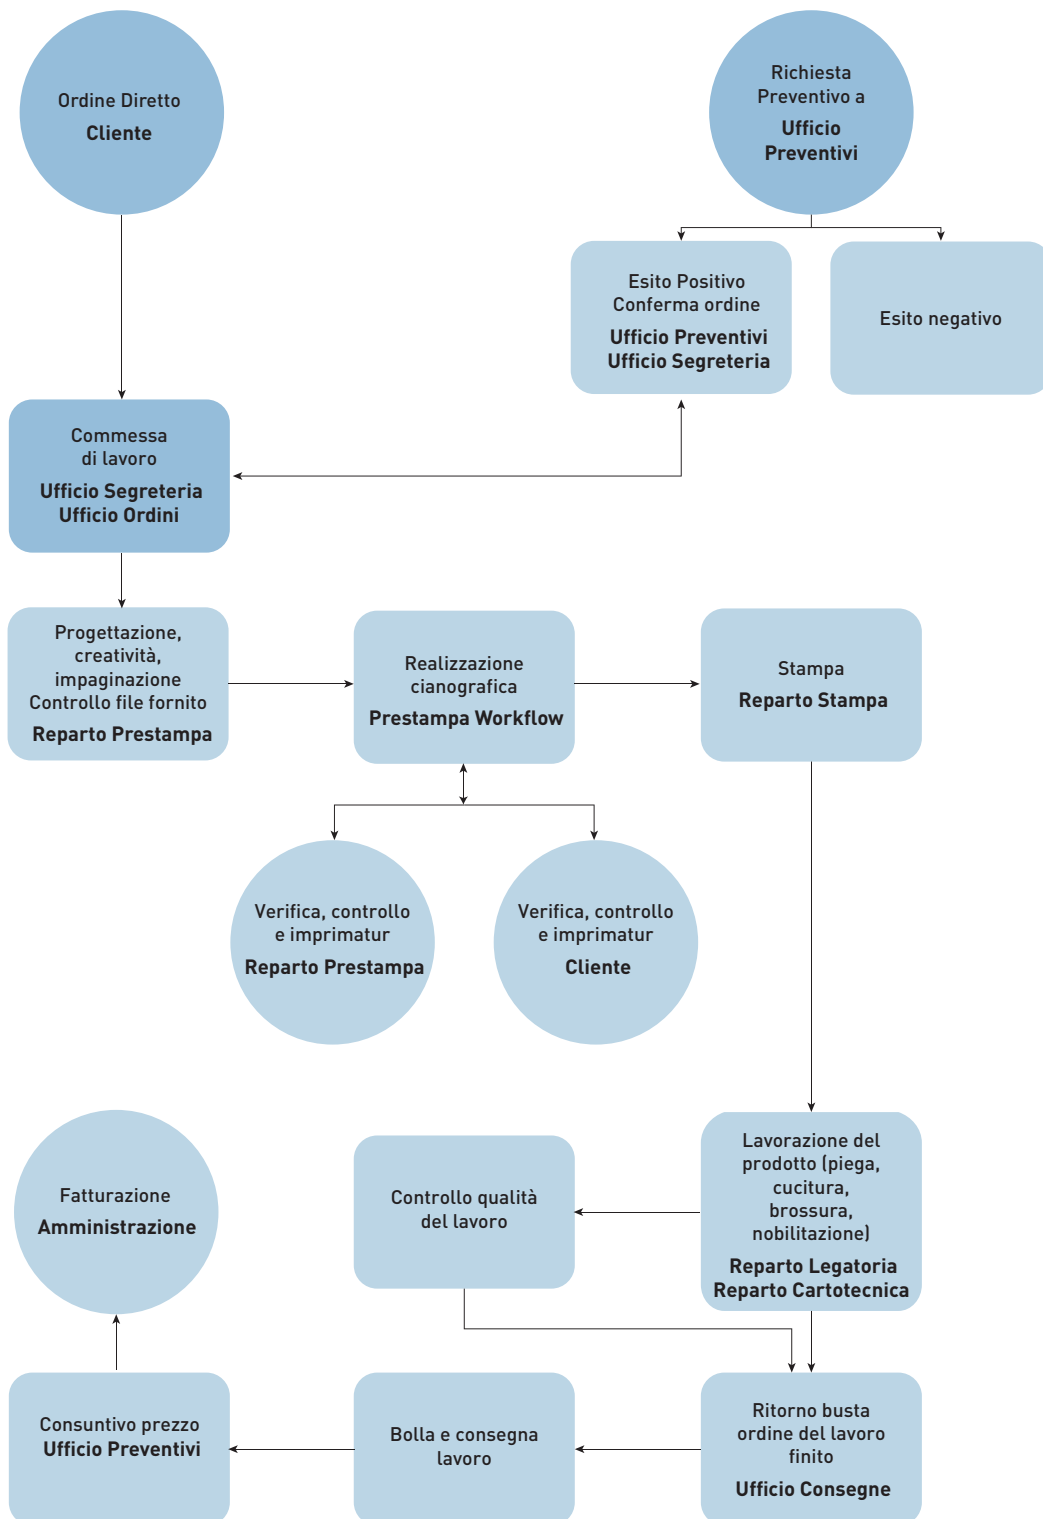 Ordine Diretto
Cliente
Richiesta
Preventivo a
Ufficio
Preventivi
Esito Positivo
Conferma ordine
Ufficio Preventivi
Ufficio Segreteria
Esito negativo
Commessa
di lavoro
Ufficio Segreteria
Ufficio Ordini
Progettazione,
creatività,
impaginazione
Controllo file fornito
Reparto Prestampa
Realizzazione
cianografica
Prestampa Workflow
Stampa
Reparto Stampa
Verifica, controllo
e imprimatur
Reparto Prestampa
Verifica, controllo
e imprimatur
Cliente
Lavorazione del
prodotto (piega,
cucitura,
brossura,
nobilitazione)
Reparto Legatoria
Reparto Cartotecnica
Controllo qualità
del lavoro
Fatturazione
Amministrazione
Ritorno busta
ordine del lavoro
finito
Ufficio Consegne
Bolla e consegna
lavoro
Consuntivo prezzo
Ufficio Preventivi